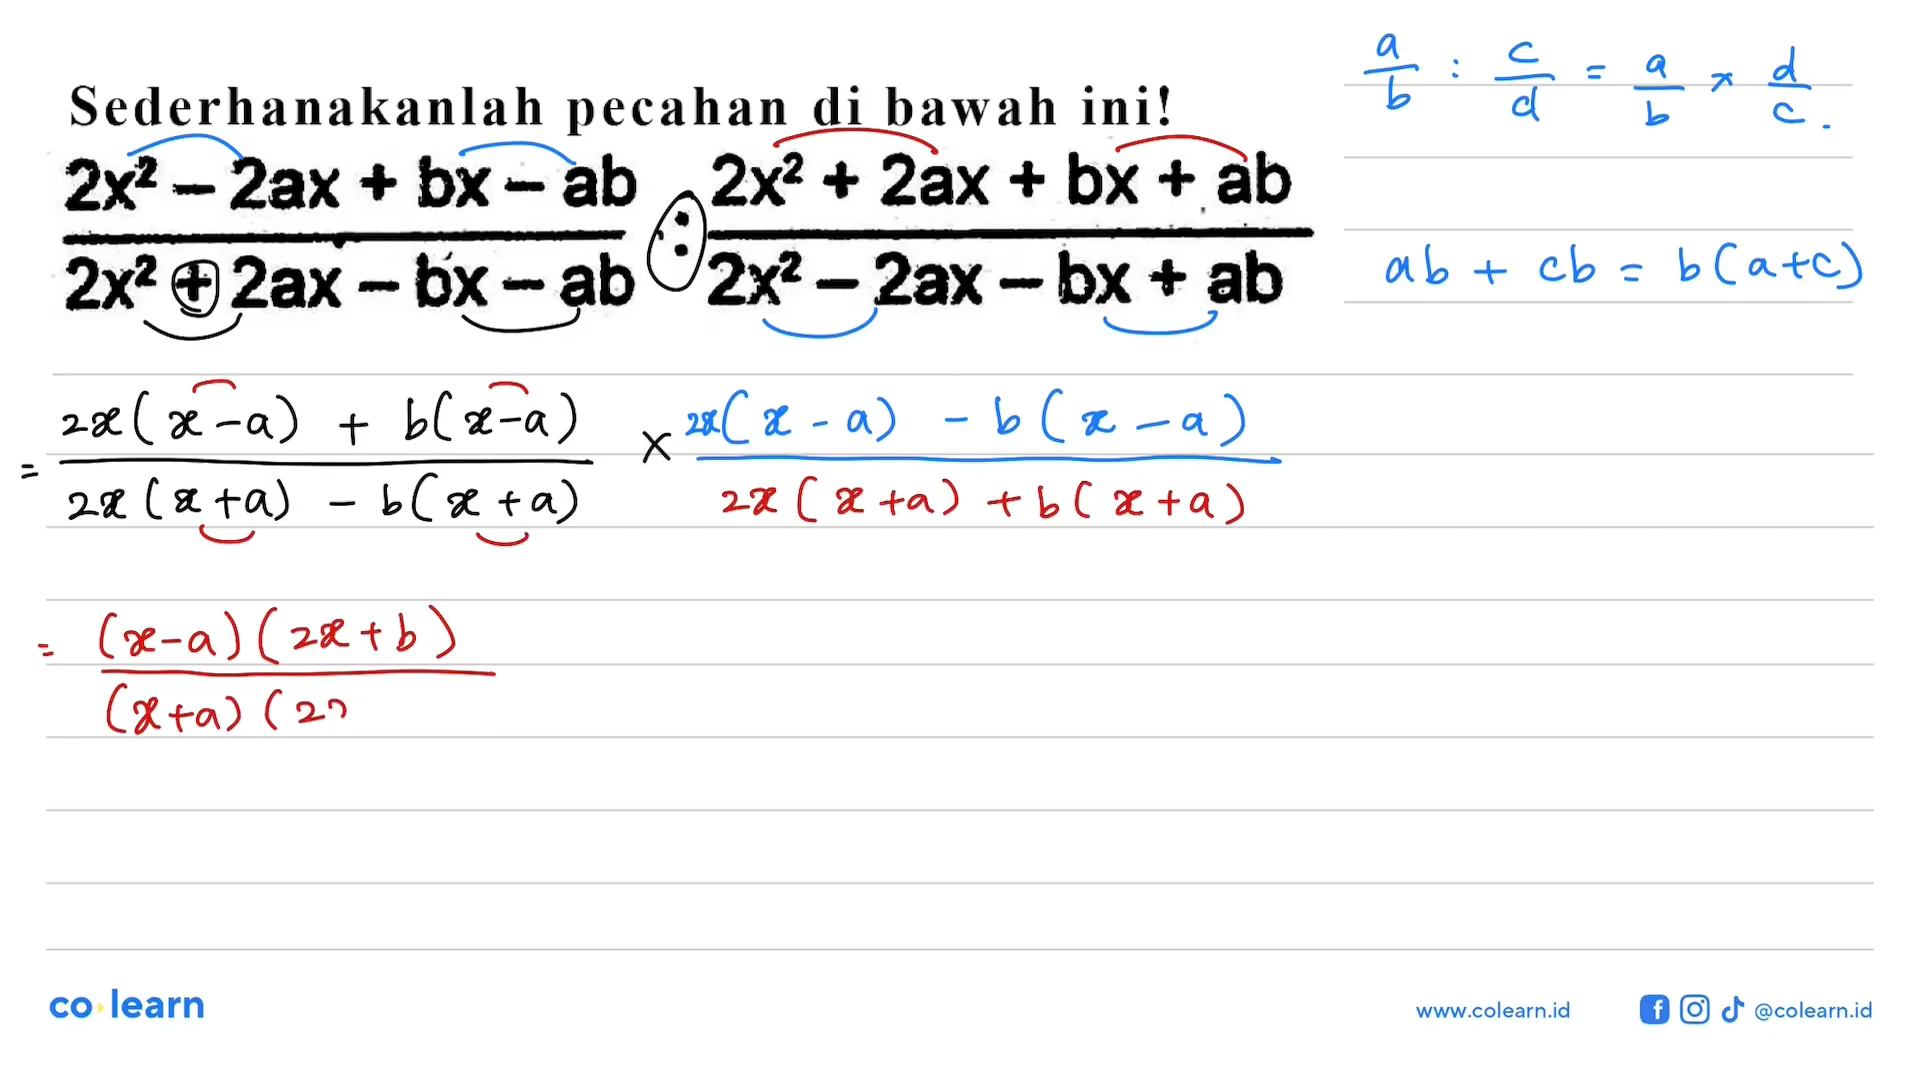 Sederhanakanlah pecahan di bawah ini!
2x² – 2ax + bx – ab : 2x² + 2ax + bx + ab
2x² + 2ax – bx – ab   2x² – 2ax – bx + ab
a/b : c/d = a/b × d/c.
ab + cb = b(a+c)
2x(x-a) + b(x-a) × 2x(x-a) - b(x-a)
= 2x(x+a) - b(x+a)   2x(x+a) + b(x+a)
= (x-a)(2x+b)
(x+a)(2
co learn
www.colearn.id @colearn.id